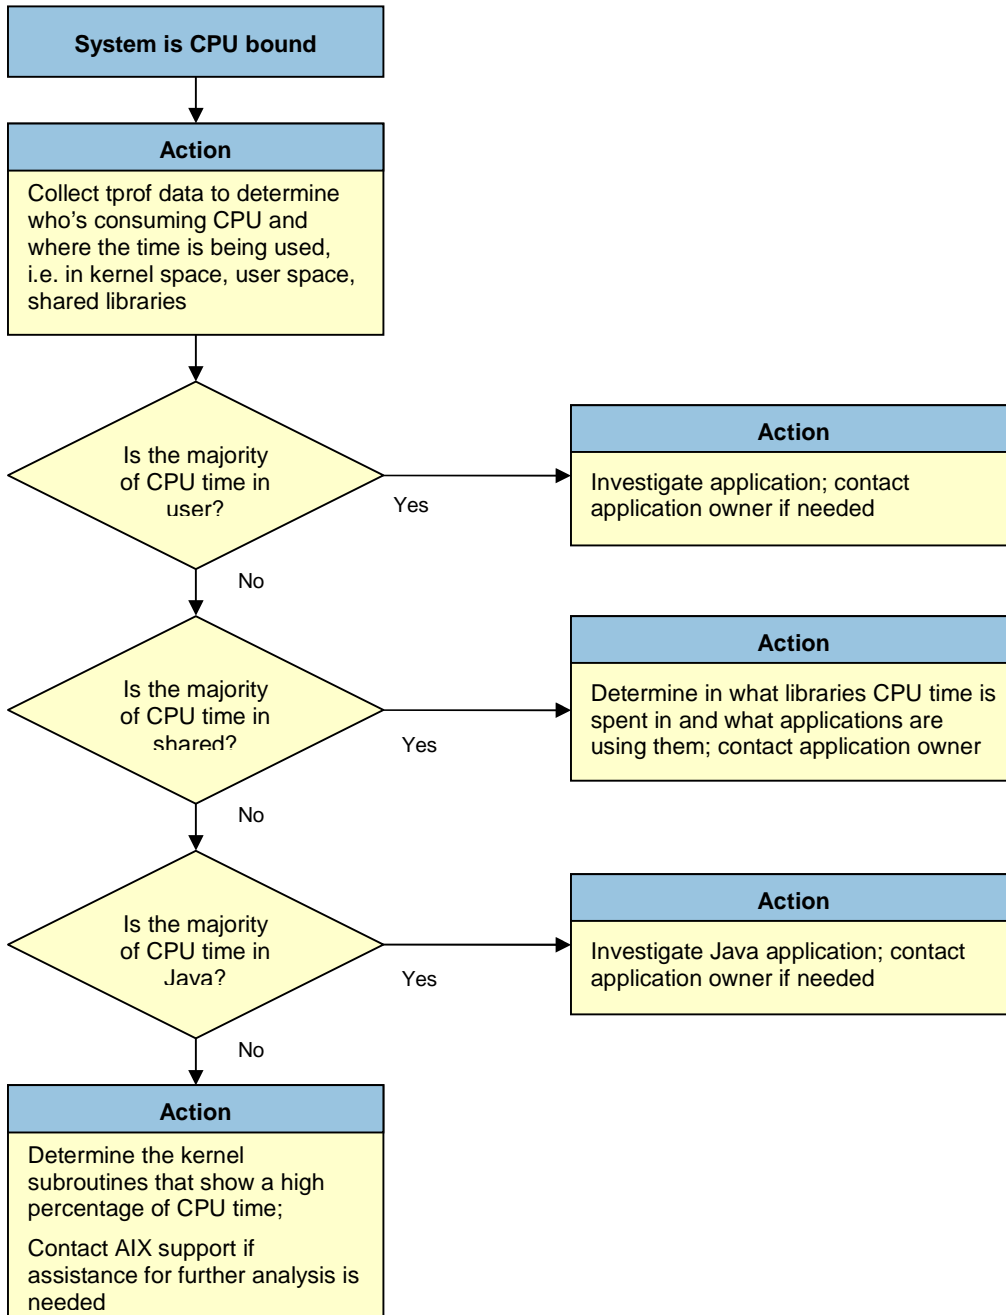 System is CPU bound
Action
Collect tprof data to determine
who's consuming CPU and
where the time is being used,
i.e. in kernel space, user space,
shared libraries
Is the majority
of CPU time in
user?
Yes
No
Action
Investigate application; contact
application owner if needed
Is the majority
of CPU time in
shared?
Yes
No
Action
Determine in what libraries CPU time is
spent in and what applications are
using them; contact application owner
Is the majority
of CPU time in
Java?
Yes
No
Action
Investigate Java application; contact
application owner if needed
Action
Determine the kernel
subroutines that show a high
percentage of CPU time;
Contact AIX support if
assistance for further analysis is
needed